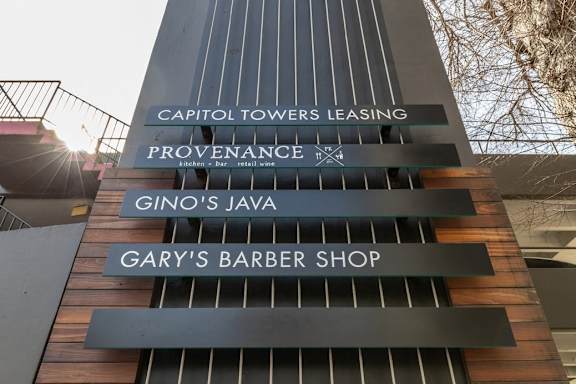 CAPITOL TOWERS LEASING
PROVENANCE
kitchen + bar retail wine
GINO'S JAVA
GARY'S BARBER SHOP